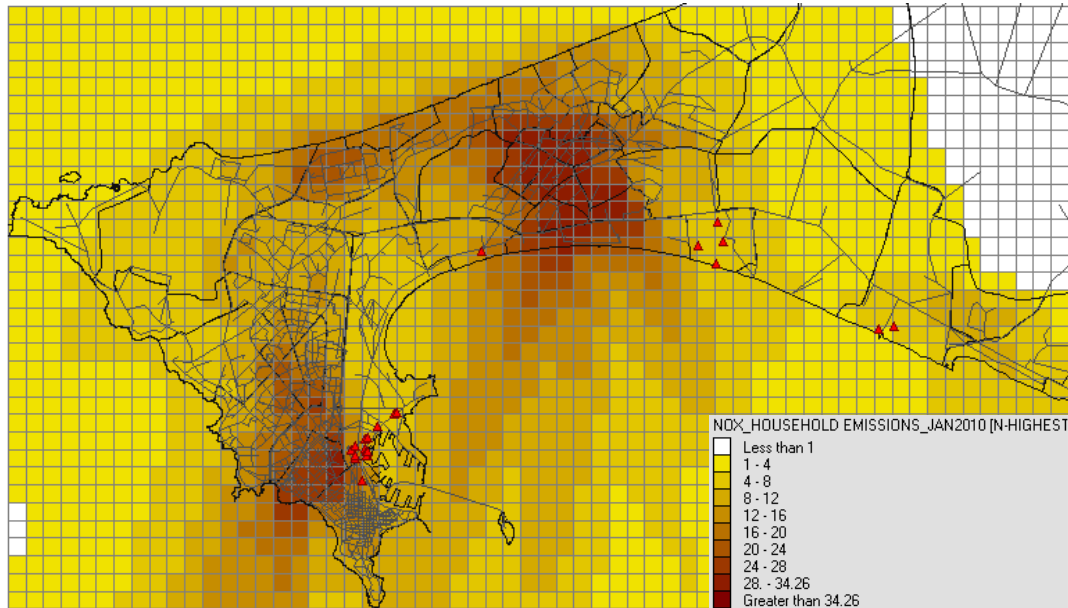 NOX_HOUSEHOLD EMISSIONS_JAN2010 [N-HIGHEST
Less than 1
1 - 4
4 - 8
8 - 12
12 - 16
16 - 20
20 - 24
24 - 28
28. - 34.26
Greater than 34.26